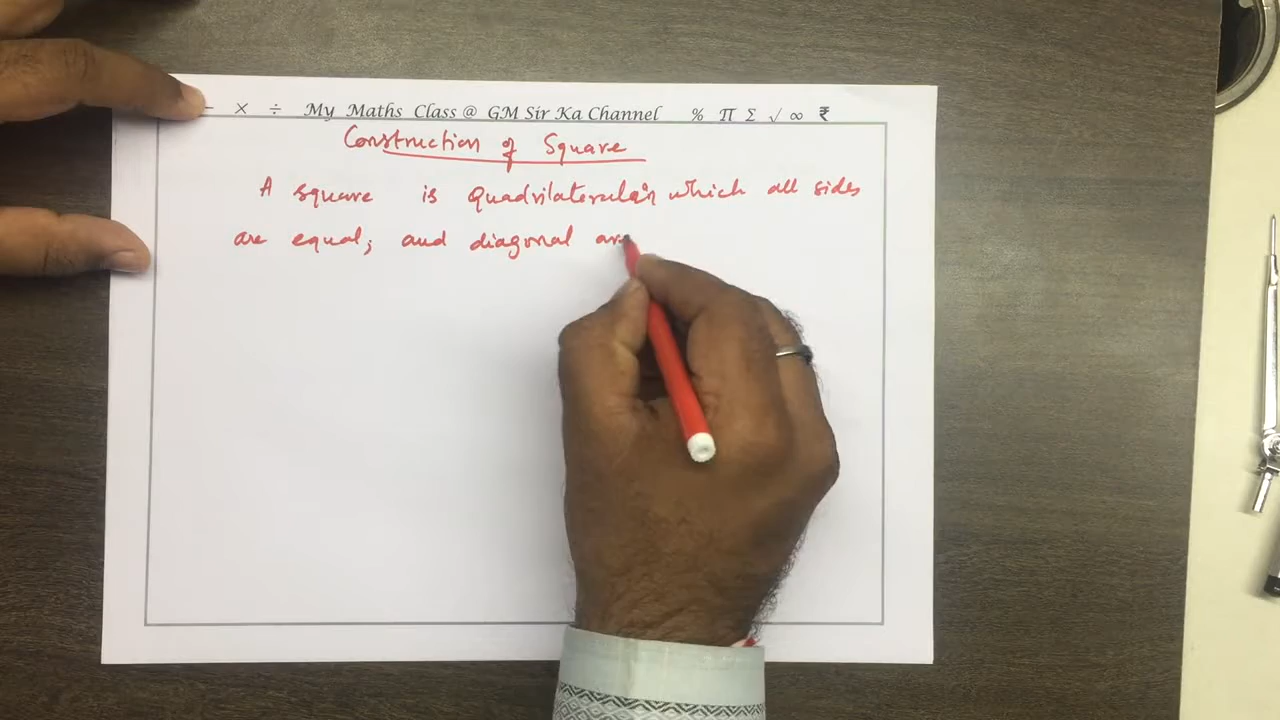 × ÷ My Maths Class @ GM Sir Ka Channel % Π Σ √ ∞ ₹
Construction of Square
A square is quadrilateral in which all sides
are equal; and diagonal are